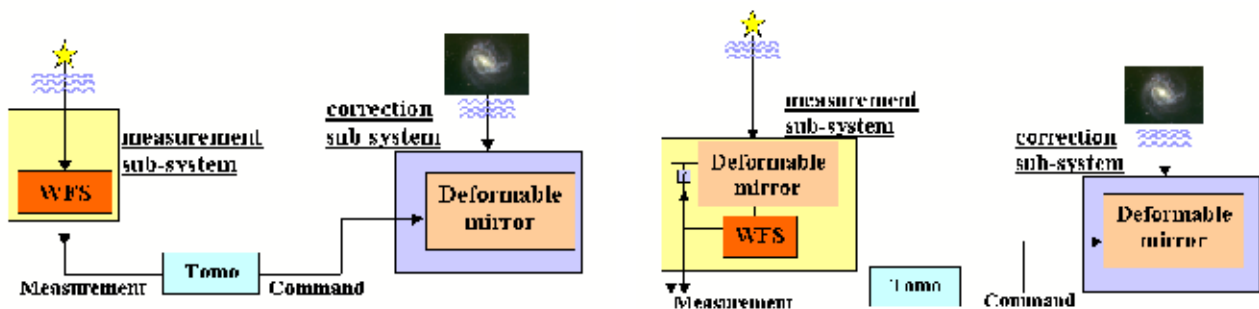 measurement
sub-system
WFS
correction
sub system
Deformable
mirror
Tomo
Measurement
Command
measurement
sub-system
Deformable
mirror
WFS
correction
sub-system
Deformable
mirror
Tomo
Measurement
Command